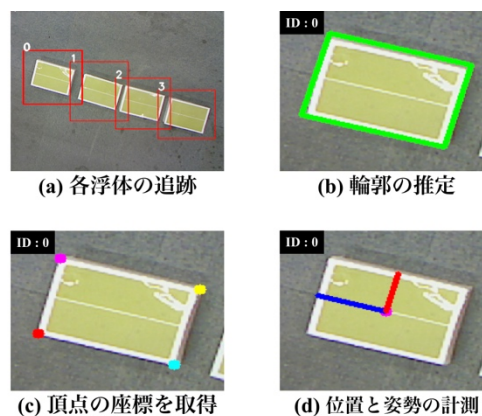 0
1
2
3
(a) 各浮体の追跡
ID : 0
(b) 輪郭の推定
ID : 0
(c) 頂点の座標を取得
ID : 0
(d) 位置と姿勢の計測